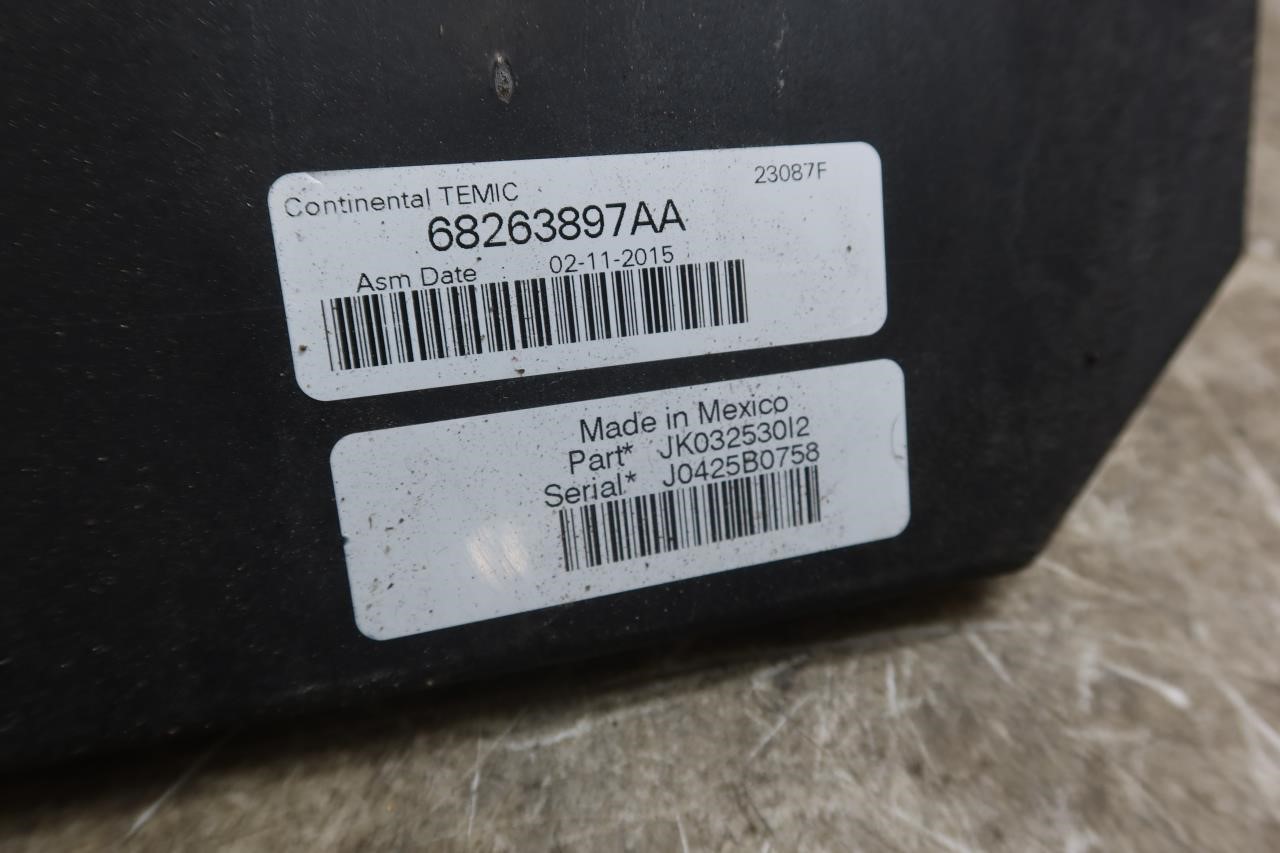 Continental TEMIC 23087F
68263897AA
Asm Date 02-11-2015
Made in Mexico
Part* JK032530I2
Serial* J0425B0758